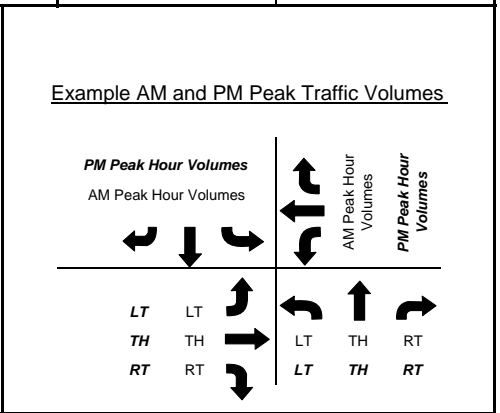 Example AM and PM Peak Traffic Volumes
PM Peak Hour Volumes
AM Peak Hour Volumes
AM Peak Hour
Volumes
PM Peak Hour
Volumes
LT LT
TH TH
RT RT
LT TH RT
LT TH RT